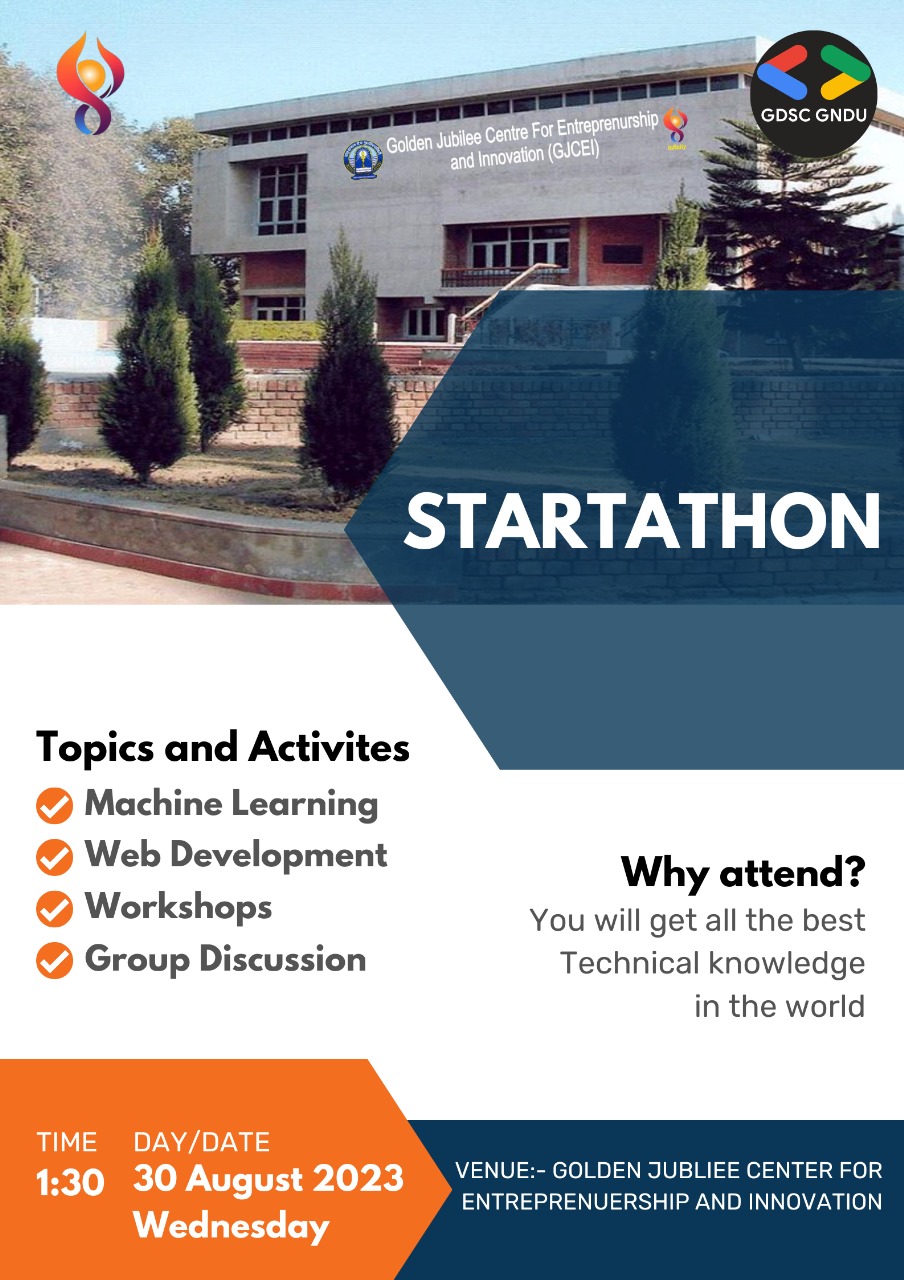 GDSC GNDU
Golden Jubilee Centre For Entreprenurship
and Innovation (GJCEI)
STARTATHON
Topics and Activites
Machine Learning
Web Development
Workshops
Group Discussion
Why attend?
You will get all the best
Technical knowledge
in the world
TIME
1:30
DAY/DATE
30 August 2023
Wednesday
VENUE:- GOLDEN JUBLIEE CENTER FOR
ENTREPRENUERSHIP AND INNOVATION